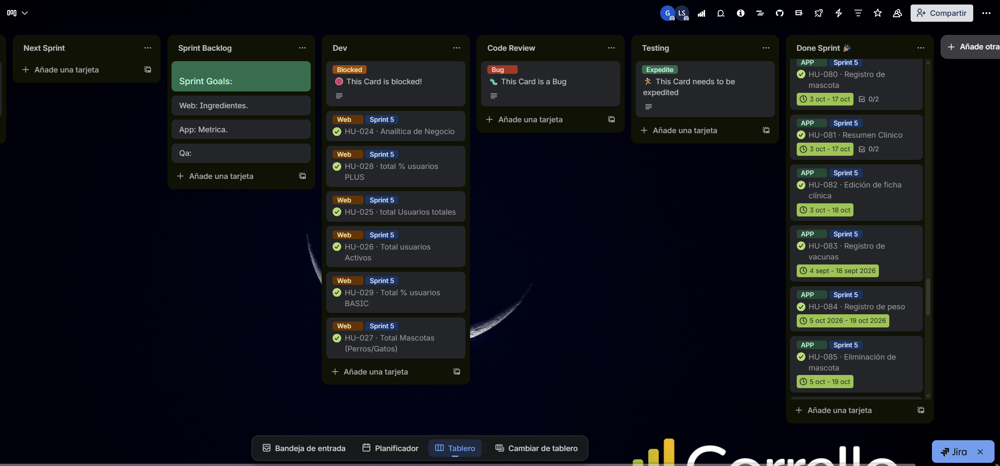 G
LS
Compartir
Next Sprint
Añade una tarjeta
Sprint Backlog
Sprint Goals:
Web: Ingredientes.
App: Metrica.
Qa:
Añade una tarjeta
Dev
Blocked
This Card is blocked!
Web Sprint 5
HU-024 · Analítica de Negocio
Web Sprint 5
HU-028 · total % usuarios
PLUS
Web Sprint 5
HU-025 · total Usuarios totales
Web Sprint 5
HU-026 · Total usuarios
Activos
Web Sprint 5
HU-029 · Total % usuarios
BASIC
Web Sprint 5
HU-027 · Total Mascotas
(Perros/Gatos)
Añade una tarjeta
Code Review
Bug
This Card is a Bug
Añade una tarjeta
Testing
Expedite
This Card needs to be
expedited
Añade una tarjeta
Done Sprint
APP Sprint 5
HU-080 · Registro de
mascota
3 oct - 17 oct 0/2
APP Sprint 5
HU-081 · Resumen Clinico
3 oct - 17 oct 0/2
APP Sprint 5
HU-082 · Edición de ficha
clínica
3 oct - 18 oct
APP Sprint 5
HU-083 · Registro de
vacunas
4 sept - 18 sept 2026
APP Sprint 5
HU-084 · Registro de peso
5 oct 2026 - 19 oct 2026
APP Sprint 5
HU-085 · Eliminación de
mascota
5 oct - 19 oct
Añade una tarjeta
Añade otra
Bandeja de entrada
Planificador
Tablero
Cambiar de tablero
Jira